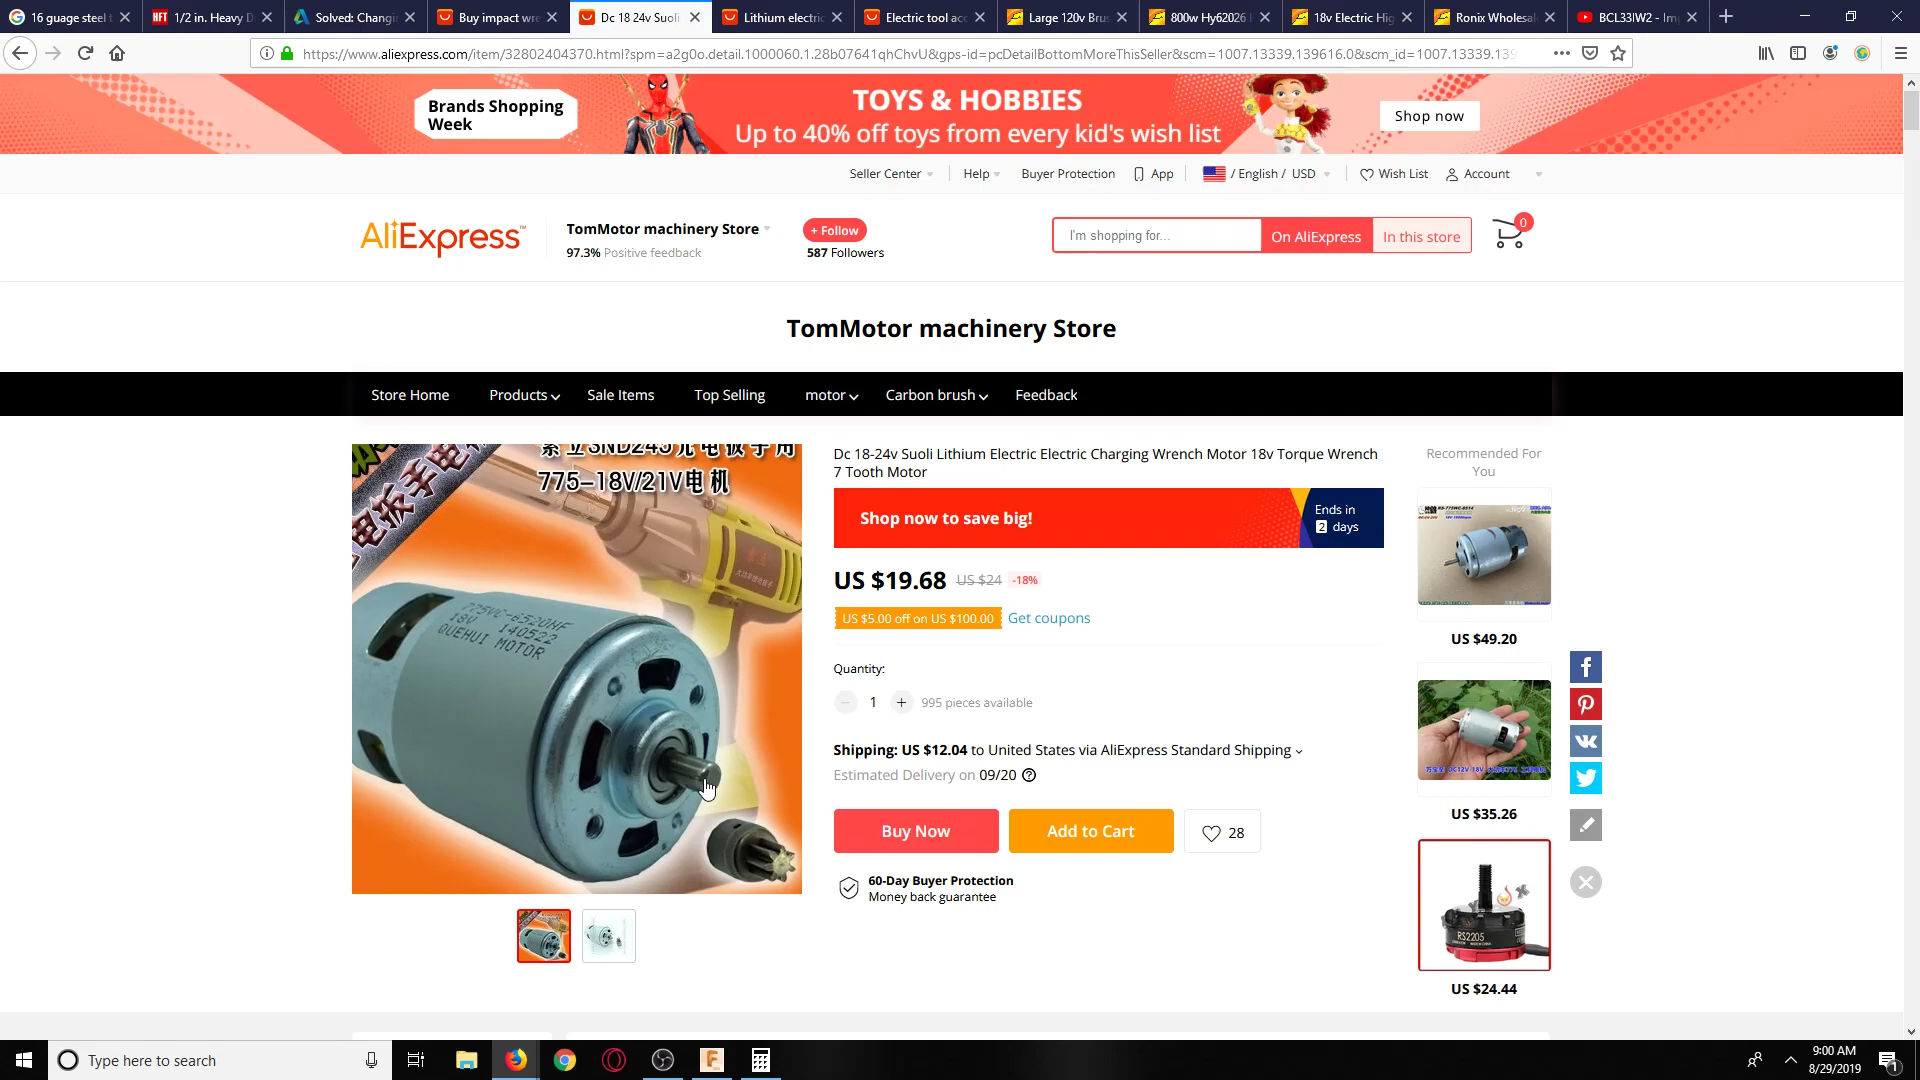 16 guage steel t
1/2 in. Heavy D
Solved: Changi
Buy impact wre
Dc 18 24v Suoli
Lithium electric
Electric tool acc
Large 120v Brus
800w Hy62026
18v Electric Hig
Ronix Wholesal
BCL33IW2 - Im
https://www.aliexpress.com/item/32802404370.html?spm=a2g0o.detail.1000060.1.28b07641qhChvU&gps-id=pcDetailBottomMoreThisSeller&scm=1007.13339.139616.0&scm_id=1007.13339.139
Brands Shopping
Week
TOYS & HOBBIES
Up to 40% off toys from every kid's wish list
Shop now
Seller Center
Help
Buyer Protection
App
/ English / USD
Wish List
Account
AliExpress™
TomMotor machinery Store
97.3% Positive feedback
+ Follow
587 Followers
I'm shopping for...
On AliExpress
In this store
0
TomMotor machinery Store
Store Home
Products
Sale Items
Top Selling
motor
Carbon brush
Feedback
775-18V/21V电机
775VC-6520HF
18V 140522
QUEHUI MOTOR
Dc 18-24v Suoli Lithium Electric Electric Charging Wrench Motor 18v Torque Wrench
7 Tooth Motor
Shop now to save big!
Ends in
2 days
US $19.68 US $24 -18%
US $5.00 off on US $100.00 Get coupons
Quantity:
1 + 995 pieces available
Shipping: US $12.04 to United States via AliExpress Standard Shipping
Estimated Delivery on 09/20
Buy Now
Add to Cart
28
60-Day Buyer Protection
Money back guarantee
Recommended For
You
US $49.20
US $35.26
RS2205
US $24.44
Type here to search
9:00 AM
8/29/2019
1